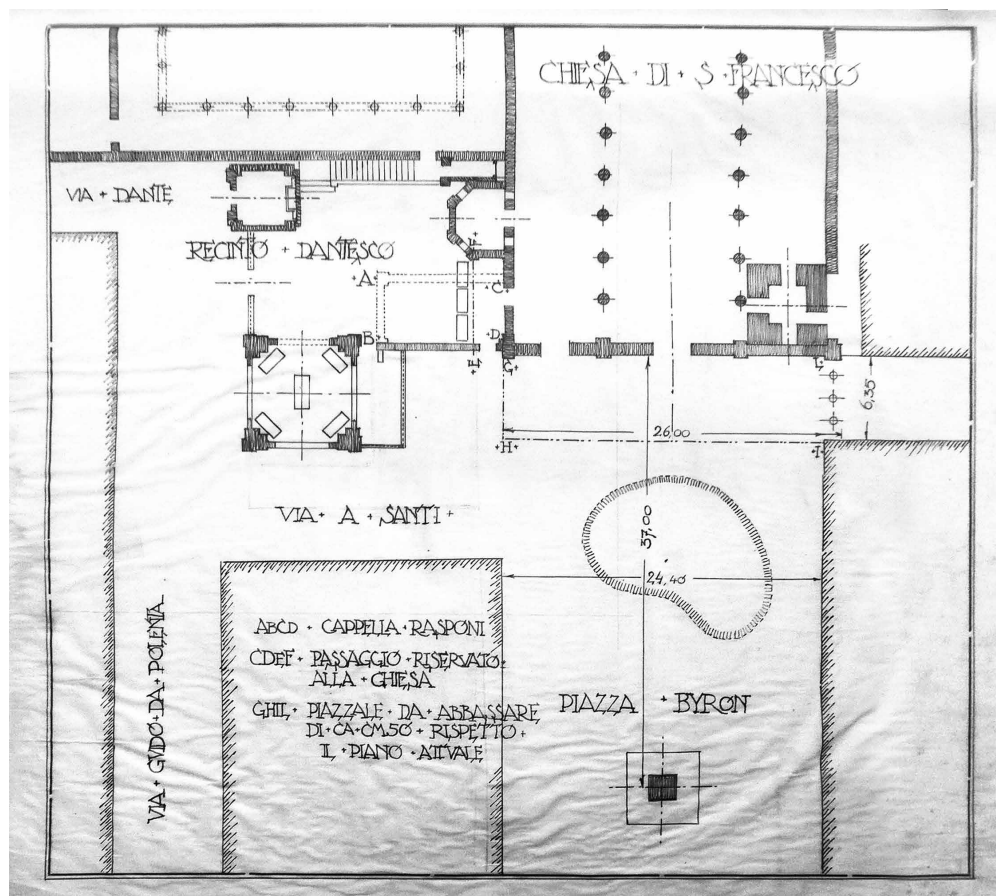 CHIESA + DI + S + FRANCESCO
VIA + DANTE
RECINTO + DANTESCO
+A+
+F+
+C+
B
+D+
+E+
+G+
+L+
6,35
26,00
+H+
+I+
VIA + A + SANTI +
37,00
24,40
ABCD + CAPPELLA + RASPONI
CDEF + PASSAGGIO + RISERVATO
ALLA + CHIESA
GHIL + PIAZZALE + DA + ABBASSARE
DI + CA + CM.50 + RISPETTO +
IL + PIANO + ATTVALE
PIAZZA + BYRON
VIA + GVIDO + DA + POLENTA